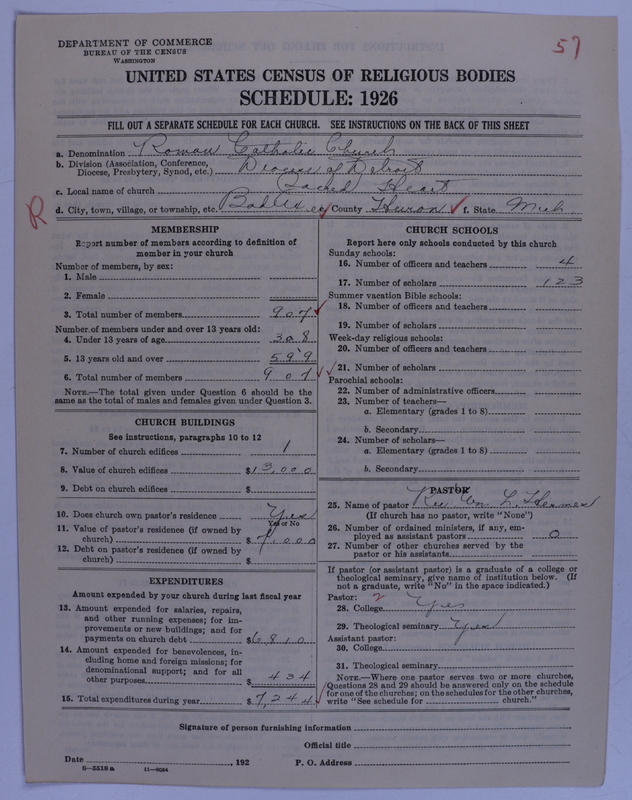 DEPARTMENT OF COMMERCE
BUREAU OF THE CENSUS
WASHINGTON
57
UNITED STATES CENSUS OF RELIGIOUS BODIES
SCHEDULE: 1926
FILL OUT A SEPARATE SCHEDULE FOR EACH CHURCH. SEE INSTRUCTIONS ON THE BACK OF THIS SHEET
a. Denomination Roman Catholic Church
b. Division (Association, Conference, Diocese, Presbytery, Synod, etc.) Diocese of Detroit
c. Local name of church Sacred Heart
R d. City, town, village, or township, etc. Bad Axe County Huron f. State Mich
MEMBERSHIP
Report number of members according to definition of
member in your church
Number of members, by sex:
1. Male
2. Female
3. Total number of members 907
Number of members under and over 13 years old:
4. Under 13 years of age 308
5. 13 years old and over 599
6. Total number of members 907
NOTE.—The total given under Question 6 should be the
same as the total of males and females given under Question 3.
CHURCH BUILDINGS
See instructions, paragraphs 10 to 12
7. Number of church edifices 1
8. Value of church edifices $13,000
9. Debt on church edifices $
10. Does church own pastor's residence Yes
Yes or No
11. Value of pastor's residence (if owned by
church) $7,000
12. Debt on pastor's residence (if owned by
church) $
EXPENDITURES
Amount expended by your church during last fiscal year
13. Amount expended for salaries, repairs,
and other running expenses; for im-
provements or new buildings; and for
payments on church debt $6810
14. Amount expended for benevolences, in-
cluding home and foreign missions; for
denominational support; and for all
other purposes $ 434
15. Total expenditures during year $7,244
CHURCH SCHOOLS
Report here only schools conducted by this church
Sunday schools:
16. Number of officers and teachers 4
17. Number of scholars 123
Summer vacation Bible schools:
18. Number of officers and teachers
19. Number of scholars
Week-day religious schools:
20. Number of officers and teachers
21. Number of scholars
Parochial schools:
22. Number of administrative officers
23. Number of teachers—
a. Elementary (grades 1 to 8)
b. Secondary
24. Number of scholars—
a. Elementary (grades 1 to 8)
b. Secondary
PASTOR
25. Name of pastor Rev Wm L. Hermes
(If church has no pastor, write "None")
26. Number of ordained ministers, if any, em-
ployed as assistant pastors 0
27. Number of other churches served by the
pastor or his assistants
If pastor (or assistant pastor) is a graduate of a college or
theological seminary, give name of institution below. (If
not a graduate, write "No" in the space indicated.)
Pastor: 2
28. College Yes
29. Theological seminary Yes
Assistant pastor:
30. College
31. Theological seminary
NOTE.—Where one pastor serves two or more churches,
Questions 28 and 29 should be answered only on the schedule
for one of the churches; on the schedules for the other churches,
write "See schedule for church."
Signature of person furnishing information
Official title
Date , 192 P. O. Address
8—5518a 11—9064